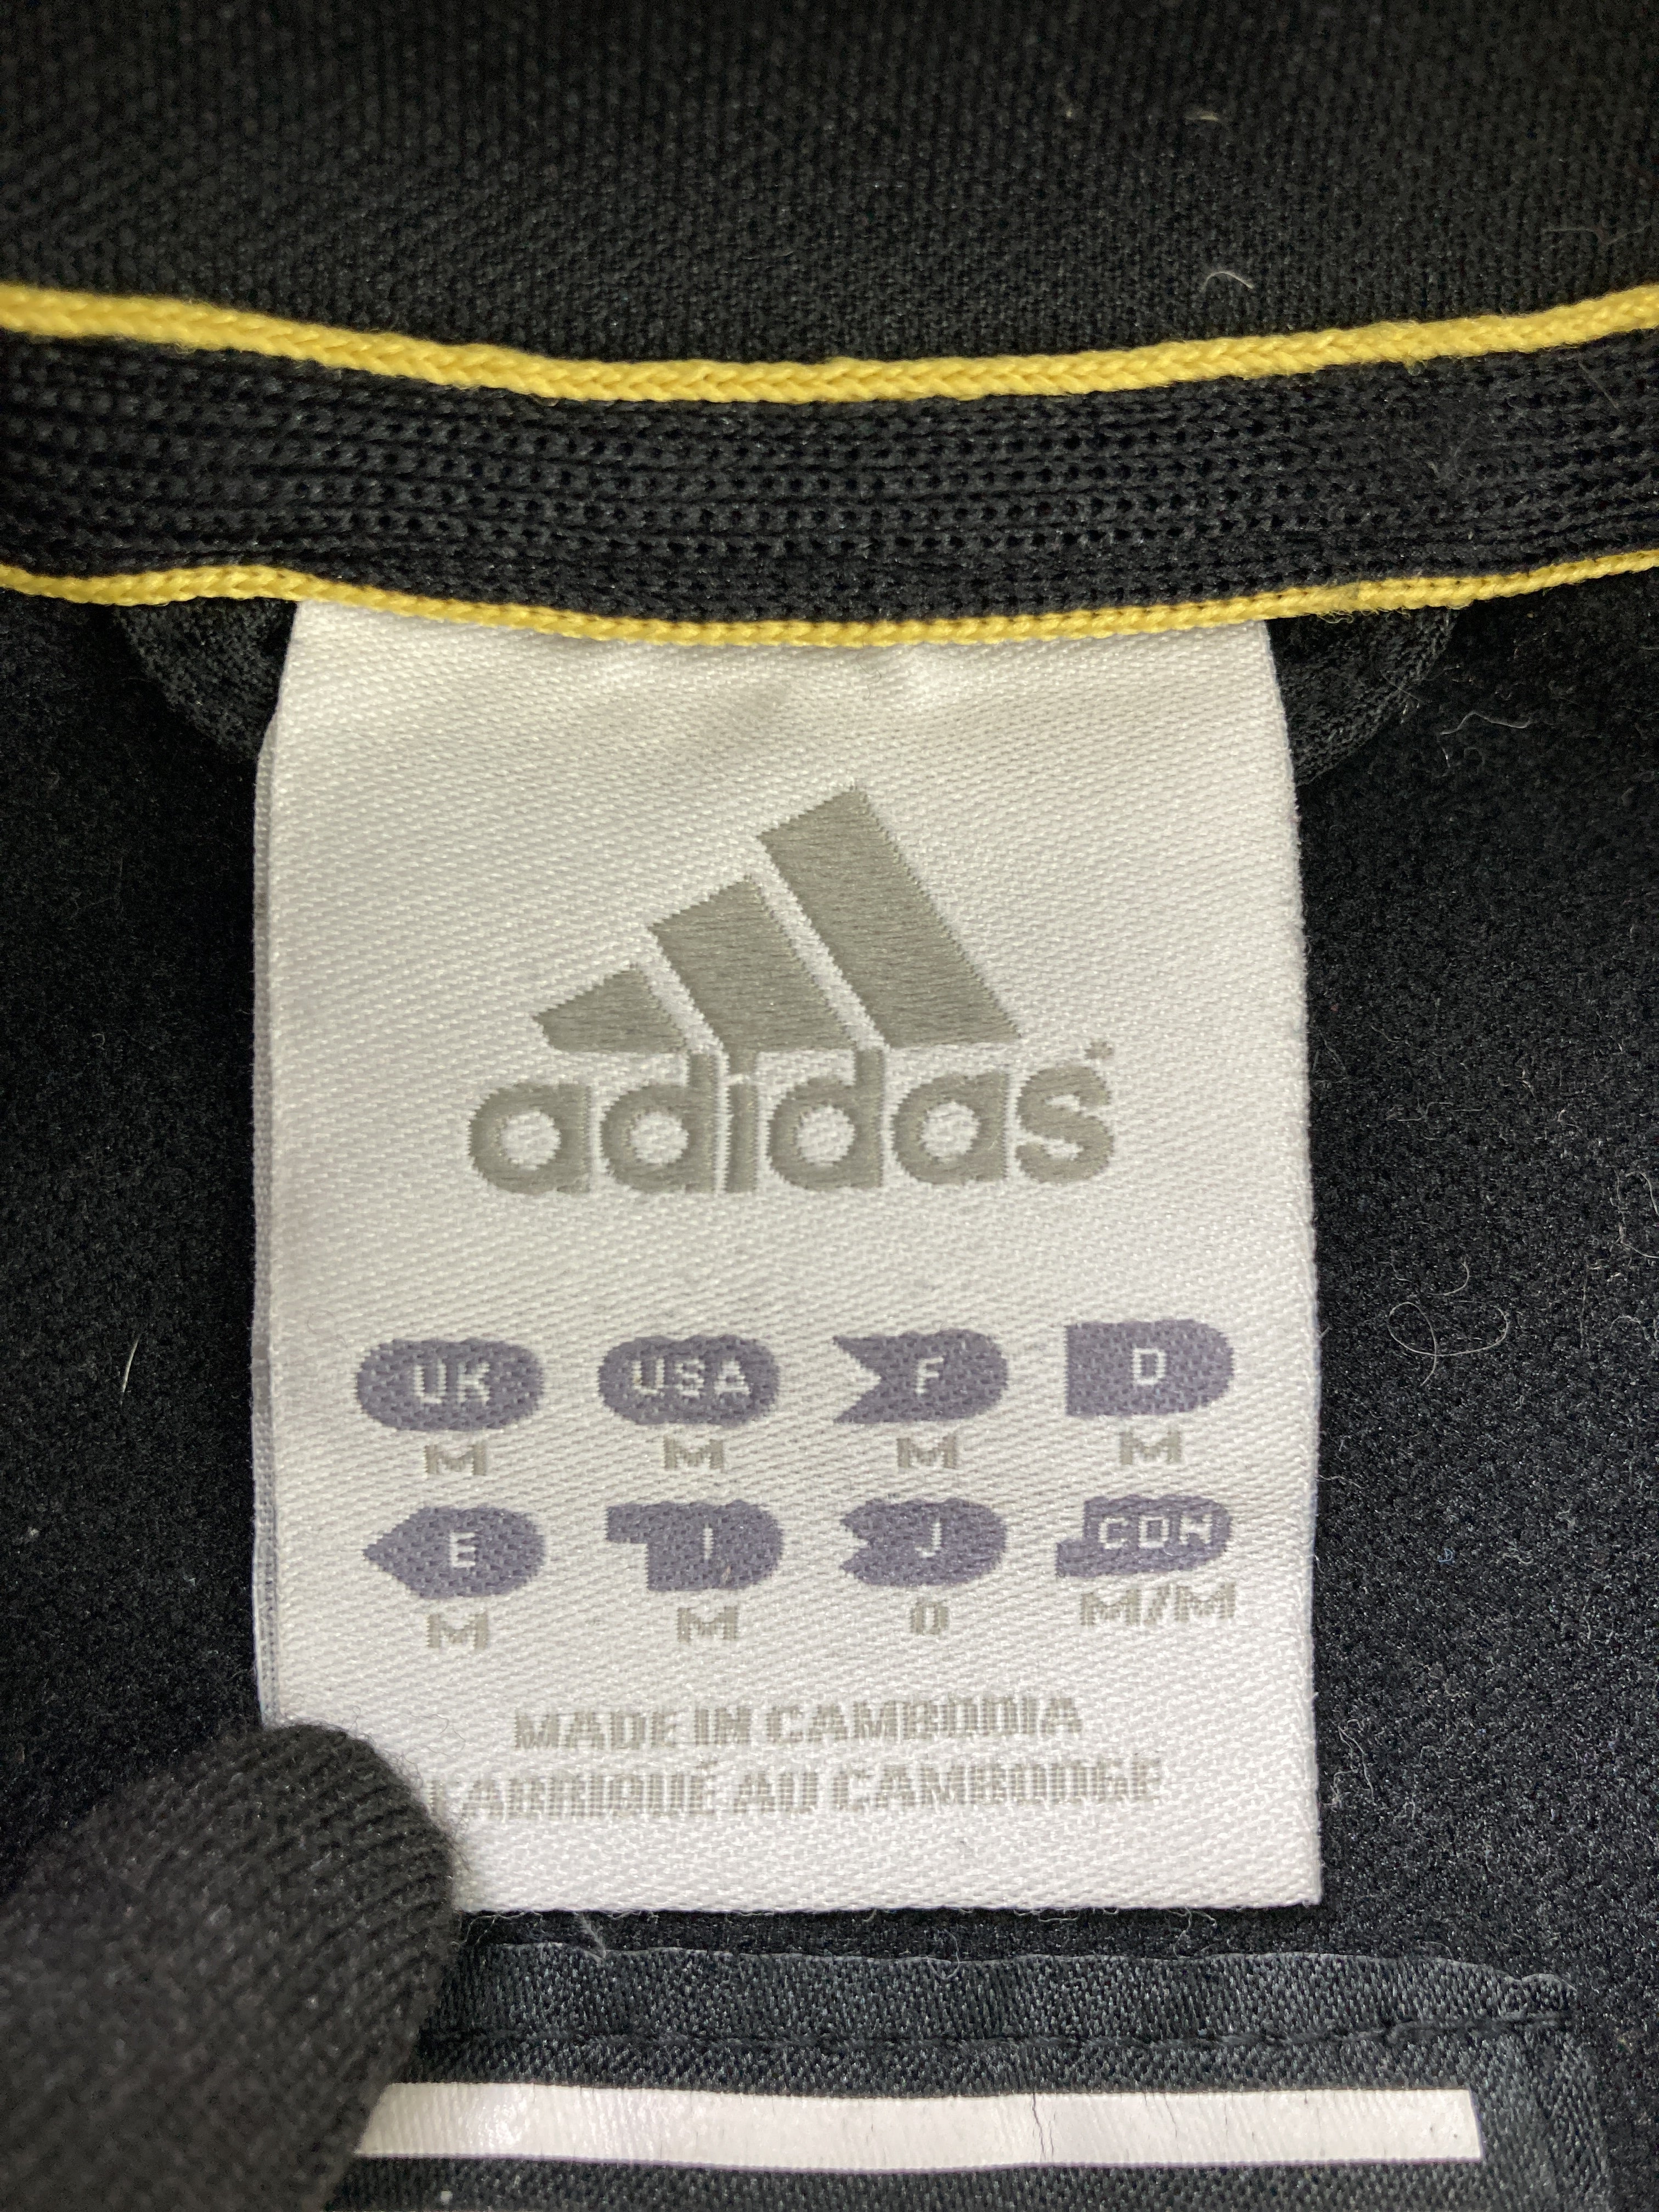 adidas
UK USA F D
M M M M
E I J CDN
M M O M/M
MADE IN CAMBODIA
FABRIQUÉ AU CAMBODGE